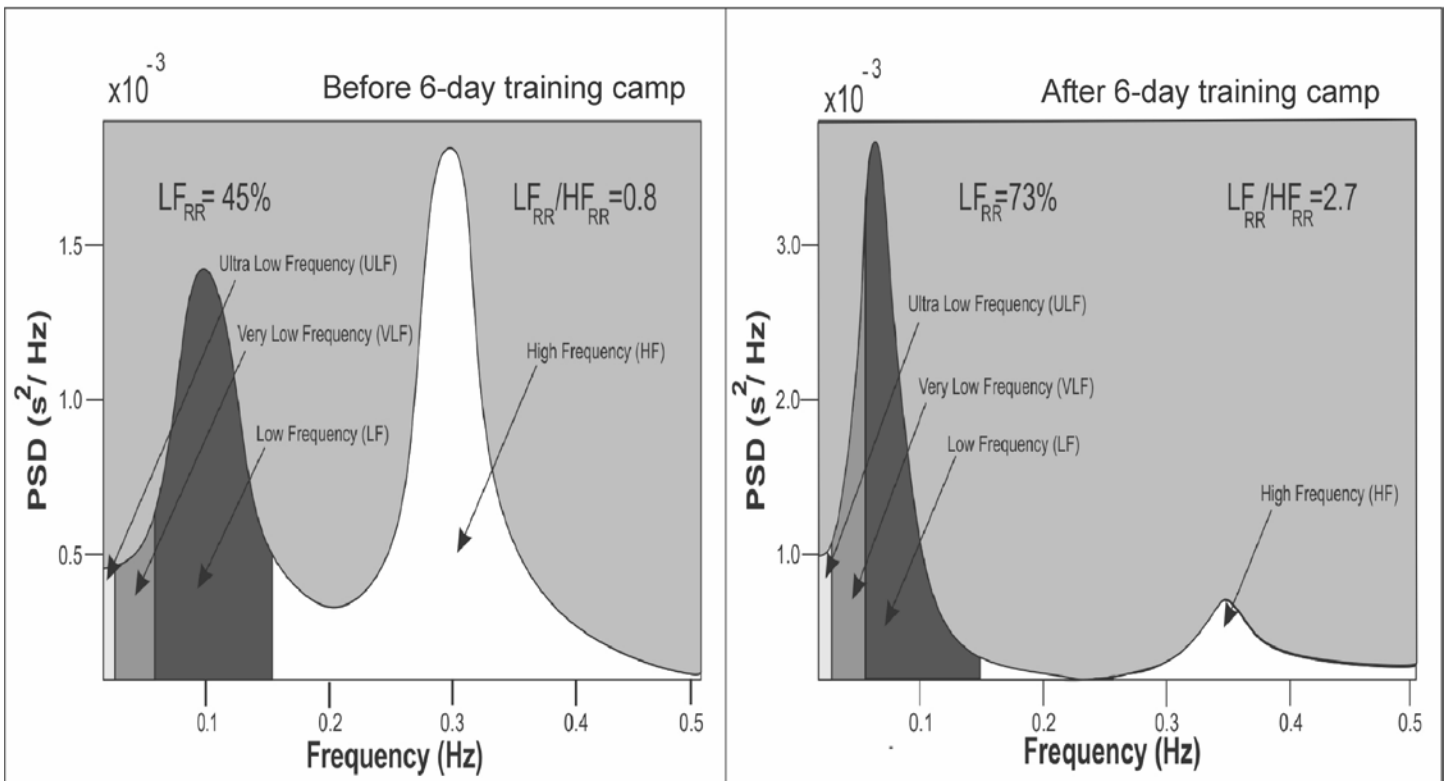 x10-3
Before 6-day training camp
LFRR= 45%
LFRR/HFRR=0.8
1.5
Ultra Low Frequency (ULF)
Very Low Frequency (VLF)
High Frequency (HF)
1.0
Low Frequency (LF)
0.5
PSD (s2/ Hz)
0.1
0.2
0.3
0.4
0.5
Frequency (Hz)
x10-3
After 6-day training camp
LFRR=73%
LFRR/HFRR=2.7
3.0
Ultra Low Frequency (ULF)
Very Low Frequency (VLF)
2.0
Low Frequency (LF)
High Frequency (HF)
1.0
PSD (s2/ Hz)
0.1
0.2
0.3
0.4
0.5
Frequency (Hz)